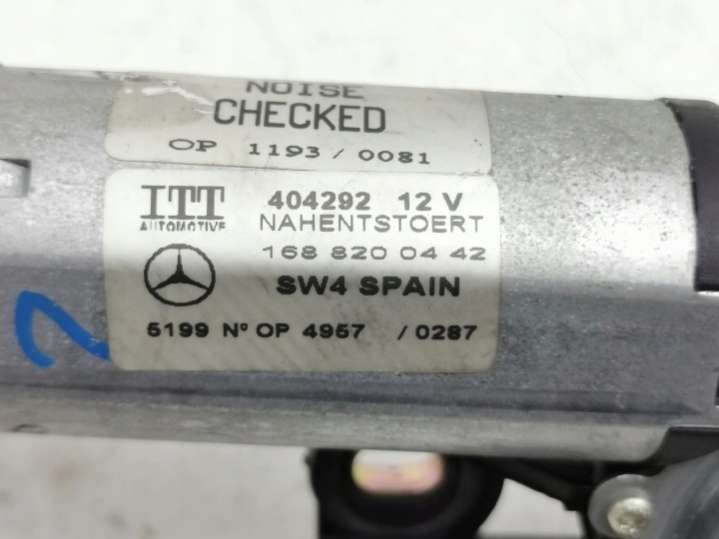 NOISE
CHECKED
OP 1193 / 0081
ITT 404292 12 V
AUTOMOTIVE NAHENTSTOERT
168 820 04 42
SW4 SPAIN
5199 Nº OP 4957 / 0287
2